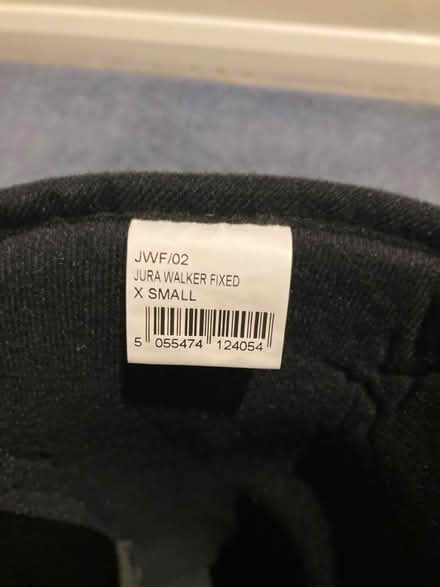 JWF/02
JURA WALKER FIXED
X SMALL
5 055474 124054